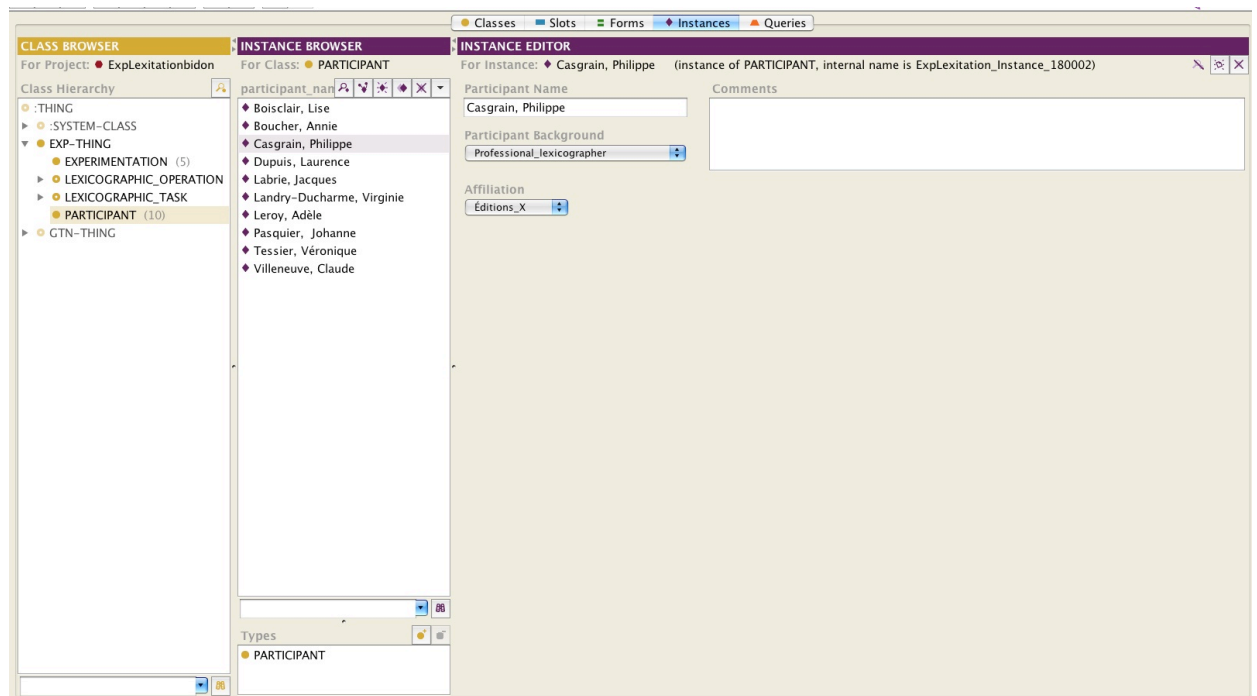 Classes Slots Forms Instances Queries
CLASS BROWSER
For Project: ExpLexitationbidon
Class Hierarchy
:THING
:SYSTEM-CLASS
EXP-THING
EXPERIMENTATION (5)
LEXICOGRAPHIC_OPERATION
LEXICOGRAPHIC_TASK
PARTICIPANT (10)
GTN-THING
INSTANCE BROWSER
For Class: PARTICIPANT
participant_nan
Boisclair, Lise
Boucher, Annie
Casgrain, Philippe
Dupuis, Laurence
Labrie, Jacques
Landry-Ducharme, Virginie
Leroy, Adèle
Pasquier, Johanne
Tessier, Véronique
Villeneuve, Claude
Types
PARTICIPANT
INSTANCE EDITOR
For Instance: Casgrain, Philippe (instance of PARTICIPANT, internal name is ExpLexitation_Instance_180002)
Participant Name
Casgrain, Philippe
Participant Background
Professional_lexicographer
Affiliation
Éditions_X
Comments